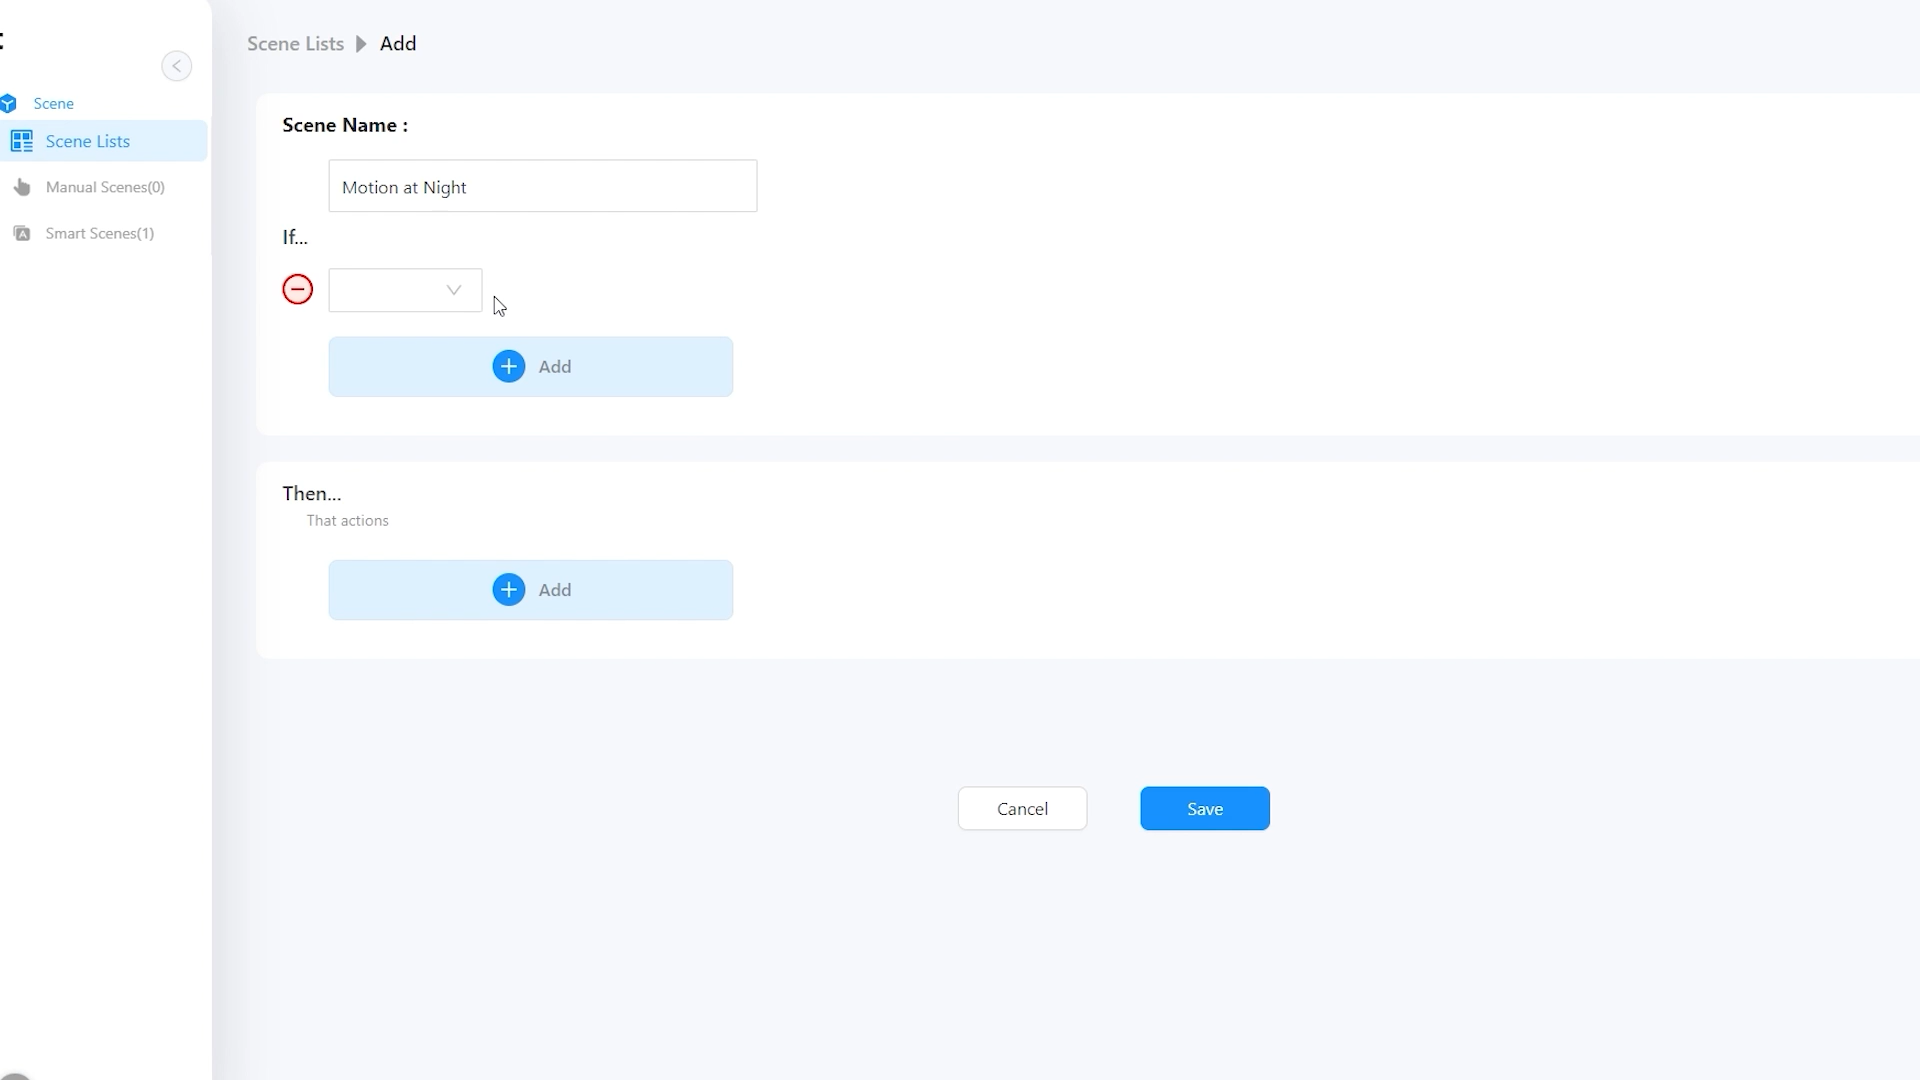 Scene Lists Add
Scene
Scene Lists
Manual Scenes(0)
Smart Scenes(1)
Scene Name :
Motion at Night
If...
Add
Then...
That actions
Add
Cancel
Save